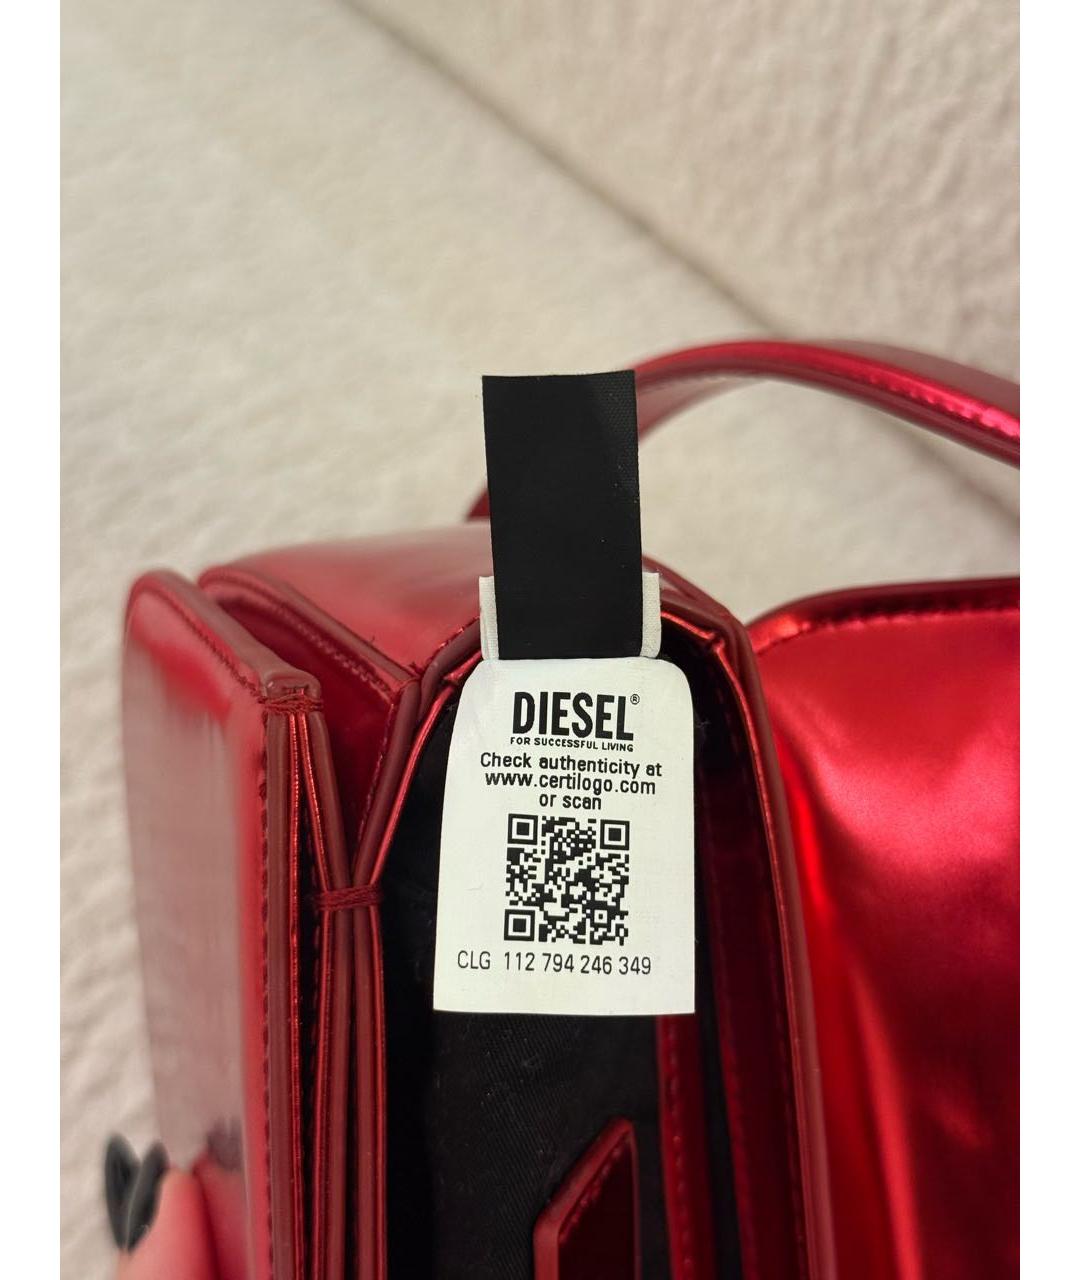 DIESEL®
FOR SUCCESSFUL LIVING
Check authenticity at
www.certilogo.com
or scan
CLG 112 794 246 349